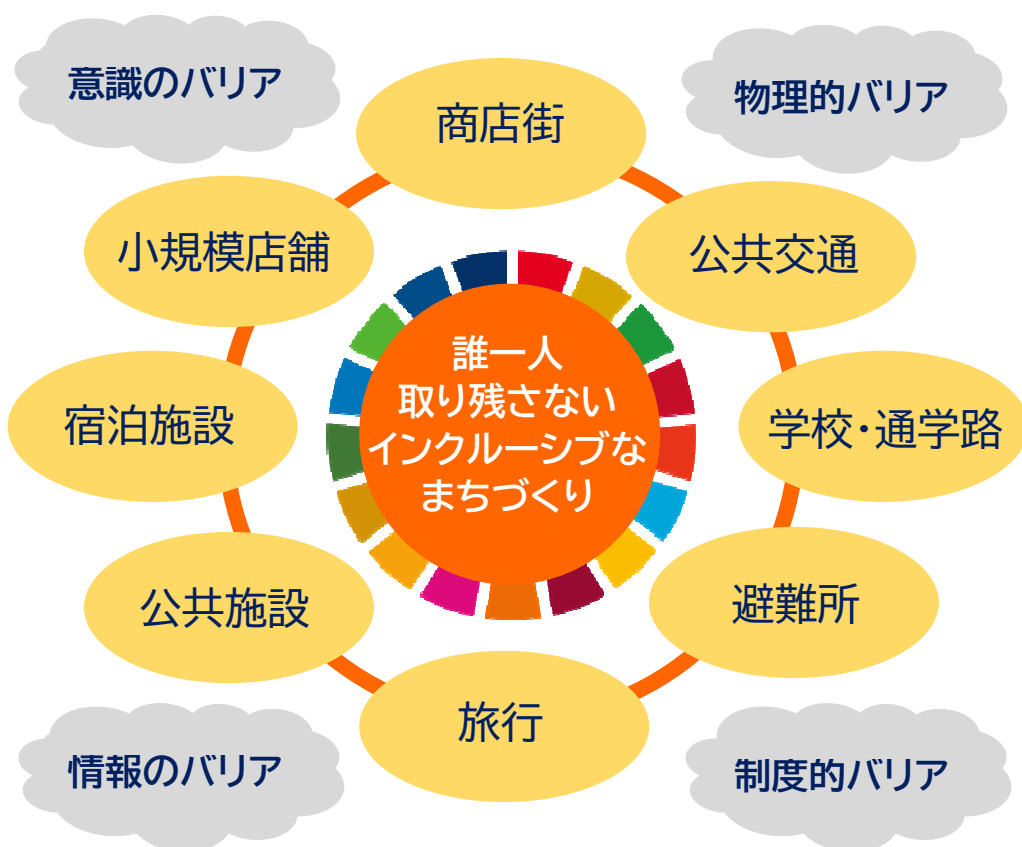 意識のバリア
物理的バリア
商店街
小規模店舗
公共交通
誰一人
取り残さない
インクルーシブな
まちづくり
宿泊施設
学校・通学路
公共施設
避難所
旅行
情報のバリア
制度的バリア